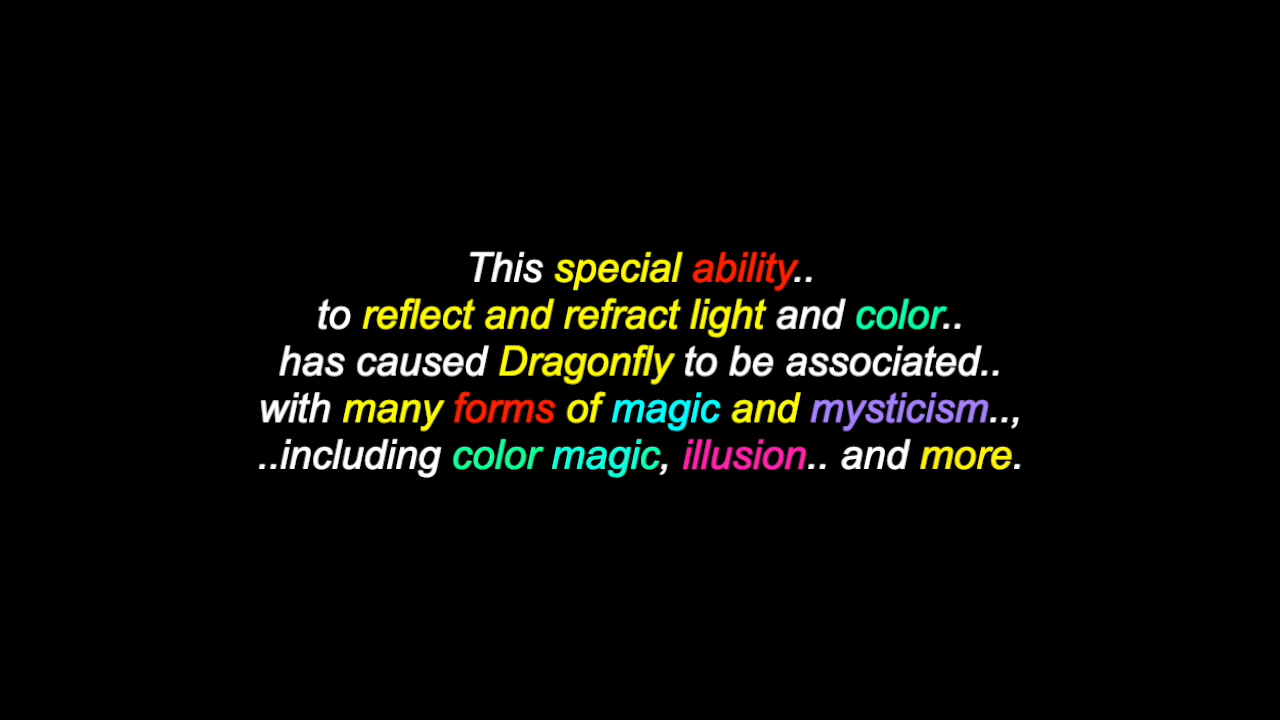 This special ability..
to reflect and refract light and color..
has caused Dragonfly to be associated..
with many forms of magic and mysticism..,
..including color magic, illusion.. and more.